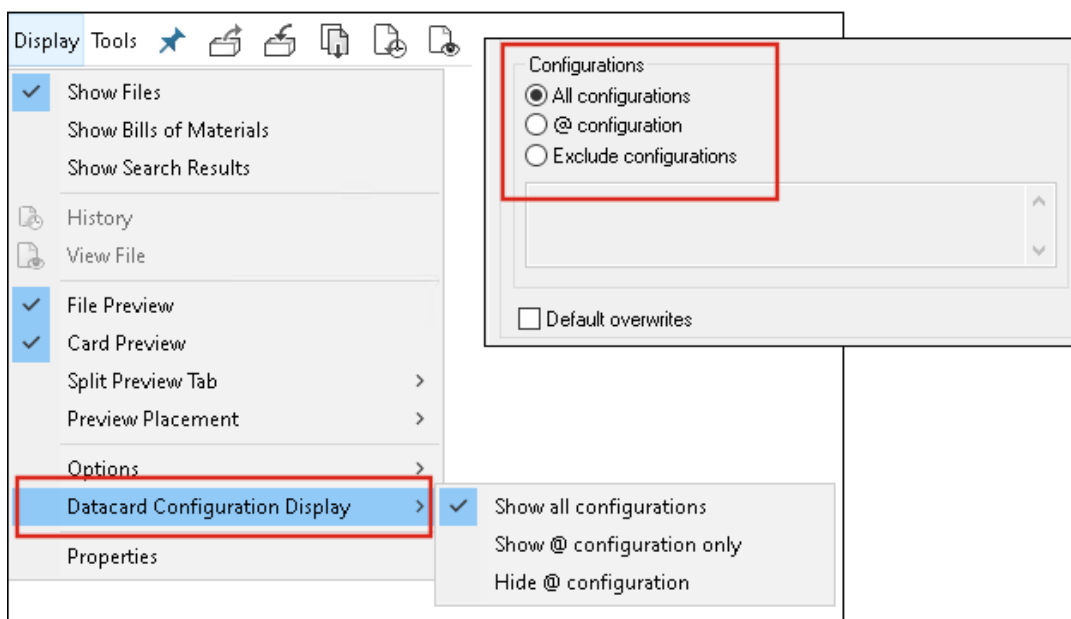 Display Tools
Show Files
Show Bills of Materials
Show Search Results
History
View File
File Preview
Card Preview
Split Preview Tab
Preview Placement
Options
Datacard Configuration Display
Properties
Show all configurations
Show @ configuration only
Hide @ configuration
Configurations
All configurations
@ configuration
Exclude configurations
Default overwrites